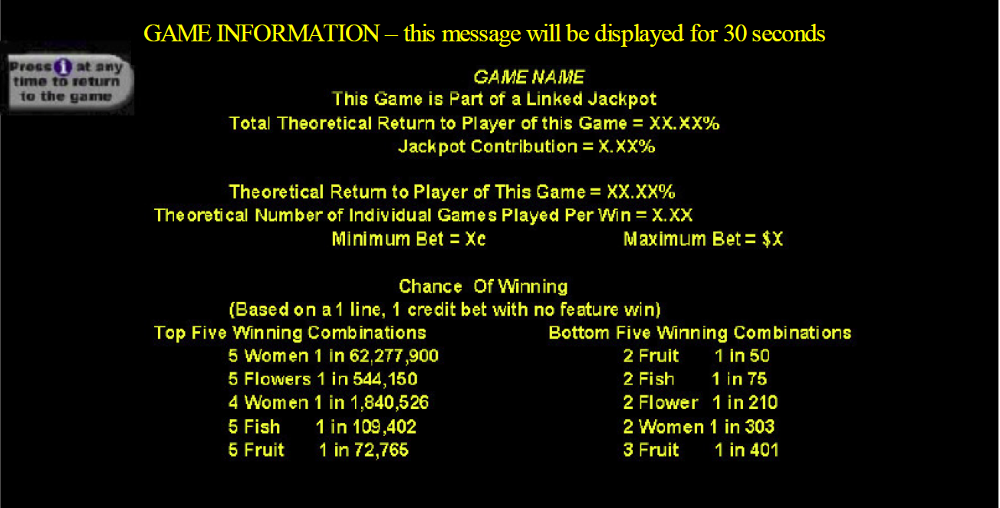 GAME INFORMATION – this message will be displayed for 30 seconds
Press i at any
time to return
to the game
GAME NAME
This Game is Part of a Linked Jackpot
Total Theoretical Return to Player of this Game = XX.XX%
Jackpot Contribution = X.XX%
Theoretical Return to Player of This Game = XX.XX%
Theoretical Number of Individual Games Played Per Win = X.XX
Minimum Bet = Xc Maximum Bet = $X
Chance Of Winning
(Based on a 1 line, 1 credit bet with no feature win)
Top Five Winning Combinations Bottom Five Winning Combinations
5 Women 1 in 62,277,900 2 Fruit 1 in 50
5 Flowers 1 in 544,150 2 Fish 1 in 75
4 Women 1 in 1,840,526 2 Flower 1 in 210
5 Fish 1 in 109,402 2 Women 1 in 303
5 Fruit 1 in 72,765 3 Fruit 1 in 401